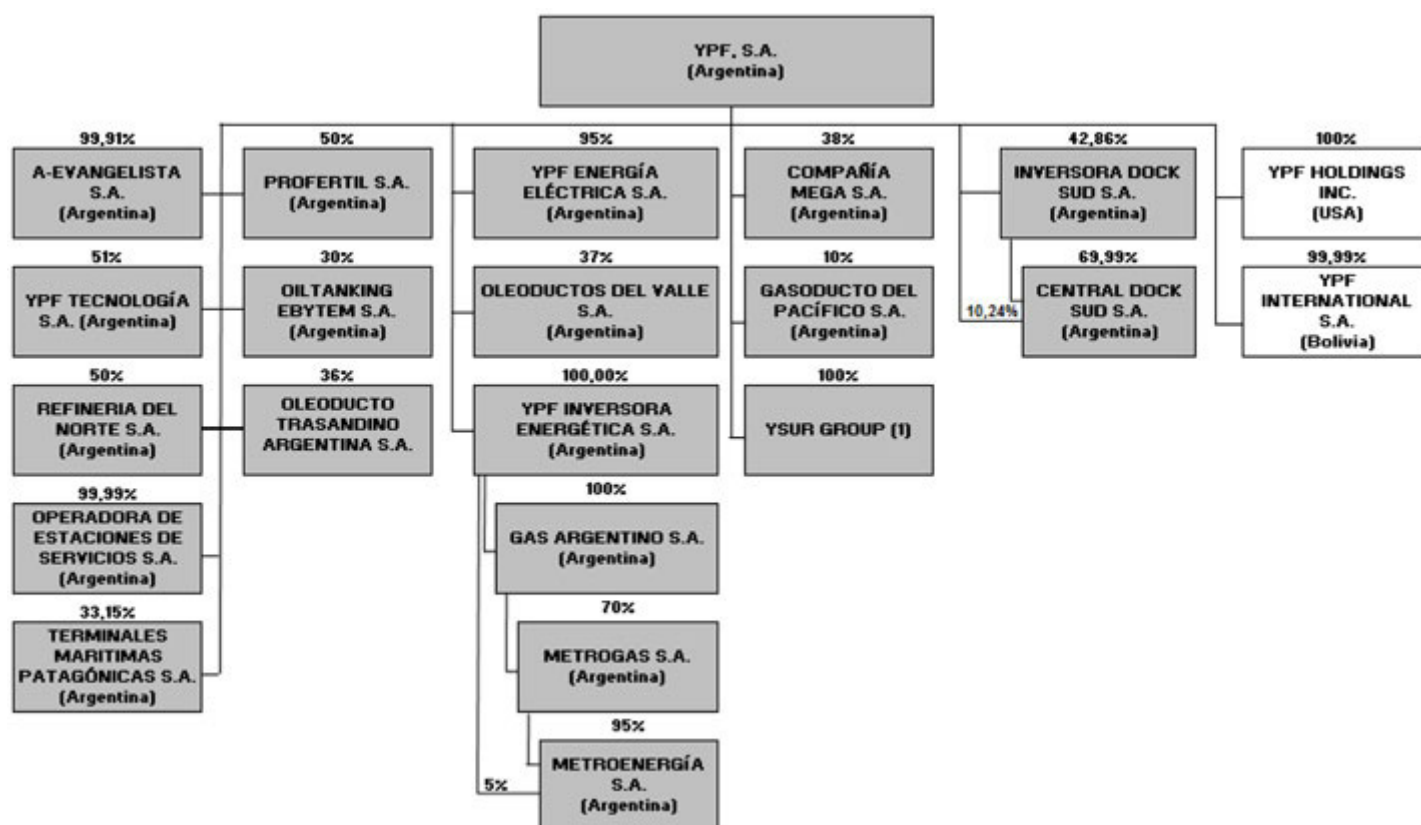 YPF, S.A.
(Argentina)
99,91%
A-EVANGELISTA
S.A.
(Argentina)
50%
PROFERTIL S.A.
(Argentina)
95%
YPF ENERGÍA
ELÉCTRICA S.A.
(Argentina)
38%
COMPAÑÍA
MEGA S.A.
(Argentina)
42,86%
INVERSORA DOCK
SUD S.A.
(Argentina)
100%
YPF HOLDINGS
INC.
(USA)
51%
YPF TECNOLOGÍA
S.A. (Argentina)
30%
OILTANKING
EBYTEM S.A.
(Argentina)
37%
OLEODUCTOS DEL VALLE
S.A.
(Argentina)
10%
GASODUCTO DEL
PACÍFICO S.A.
(Argentina)
10,24%
69,99%
CENTRAL DOCK
SUD S.A.
(Argentina)
99,99%
YPF
INTERNATIONAL
S.A.
(Bolivia)
50%
REFINERIA DEL
NORTE S.A.
(Argentina)
36%
OLEODUCTO
TRASANDINO
ARGENTINA S.A.
100,00%
YPF INVERSORA
ENERGÉTICA S.A.
(Argentina)
100%
YSUR GROUP (1)
99,99%
OPERADORA DE
ESTACIONES DE
SERVICIOS S.A.
(Argentina)
100%
GAS ARGENTINO S.A.
(Argentina)
33,15%
TERMINALES
MARITIMAS
PATAGÓNICAS S.A.
(Argentina)
70%
METROGAS S.A.
(Argentina)
95%
METROENERGÍA
S.A.
(Argentina)
5%